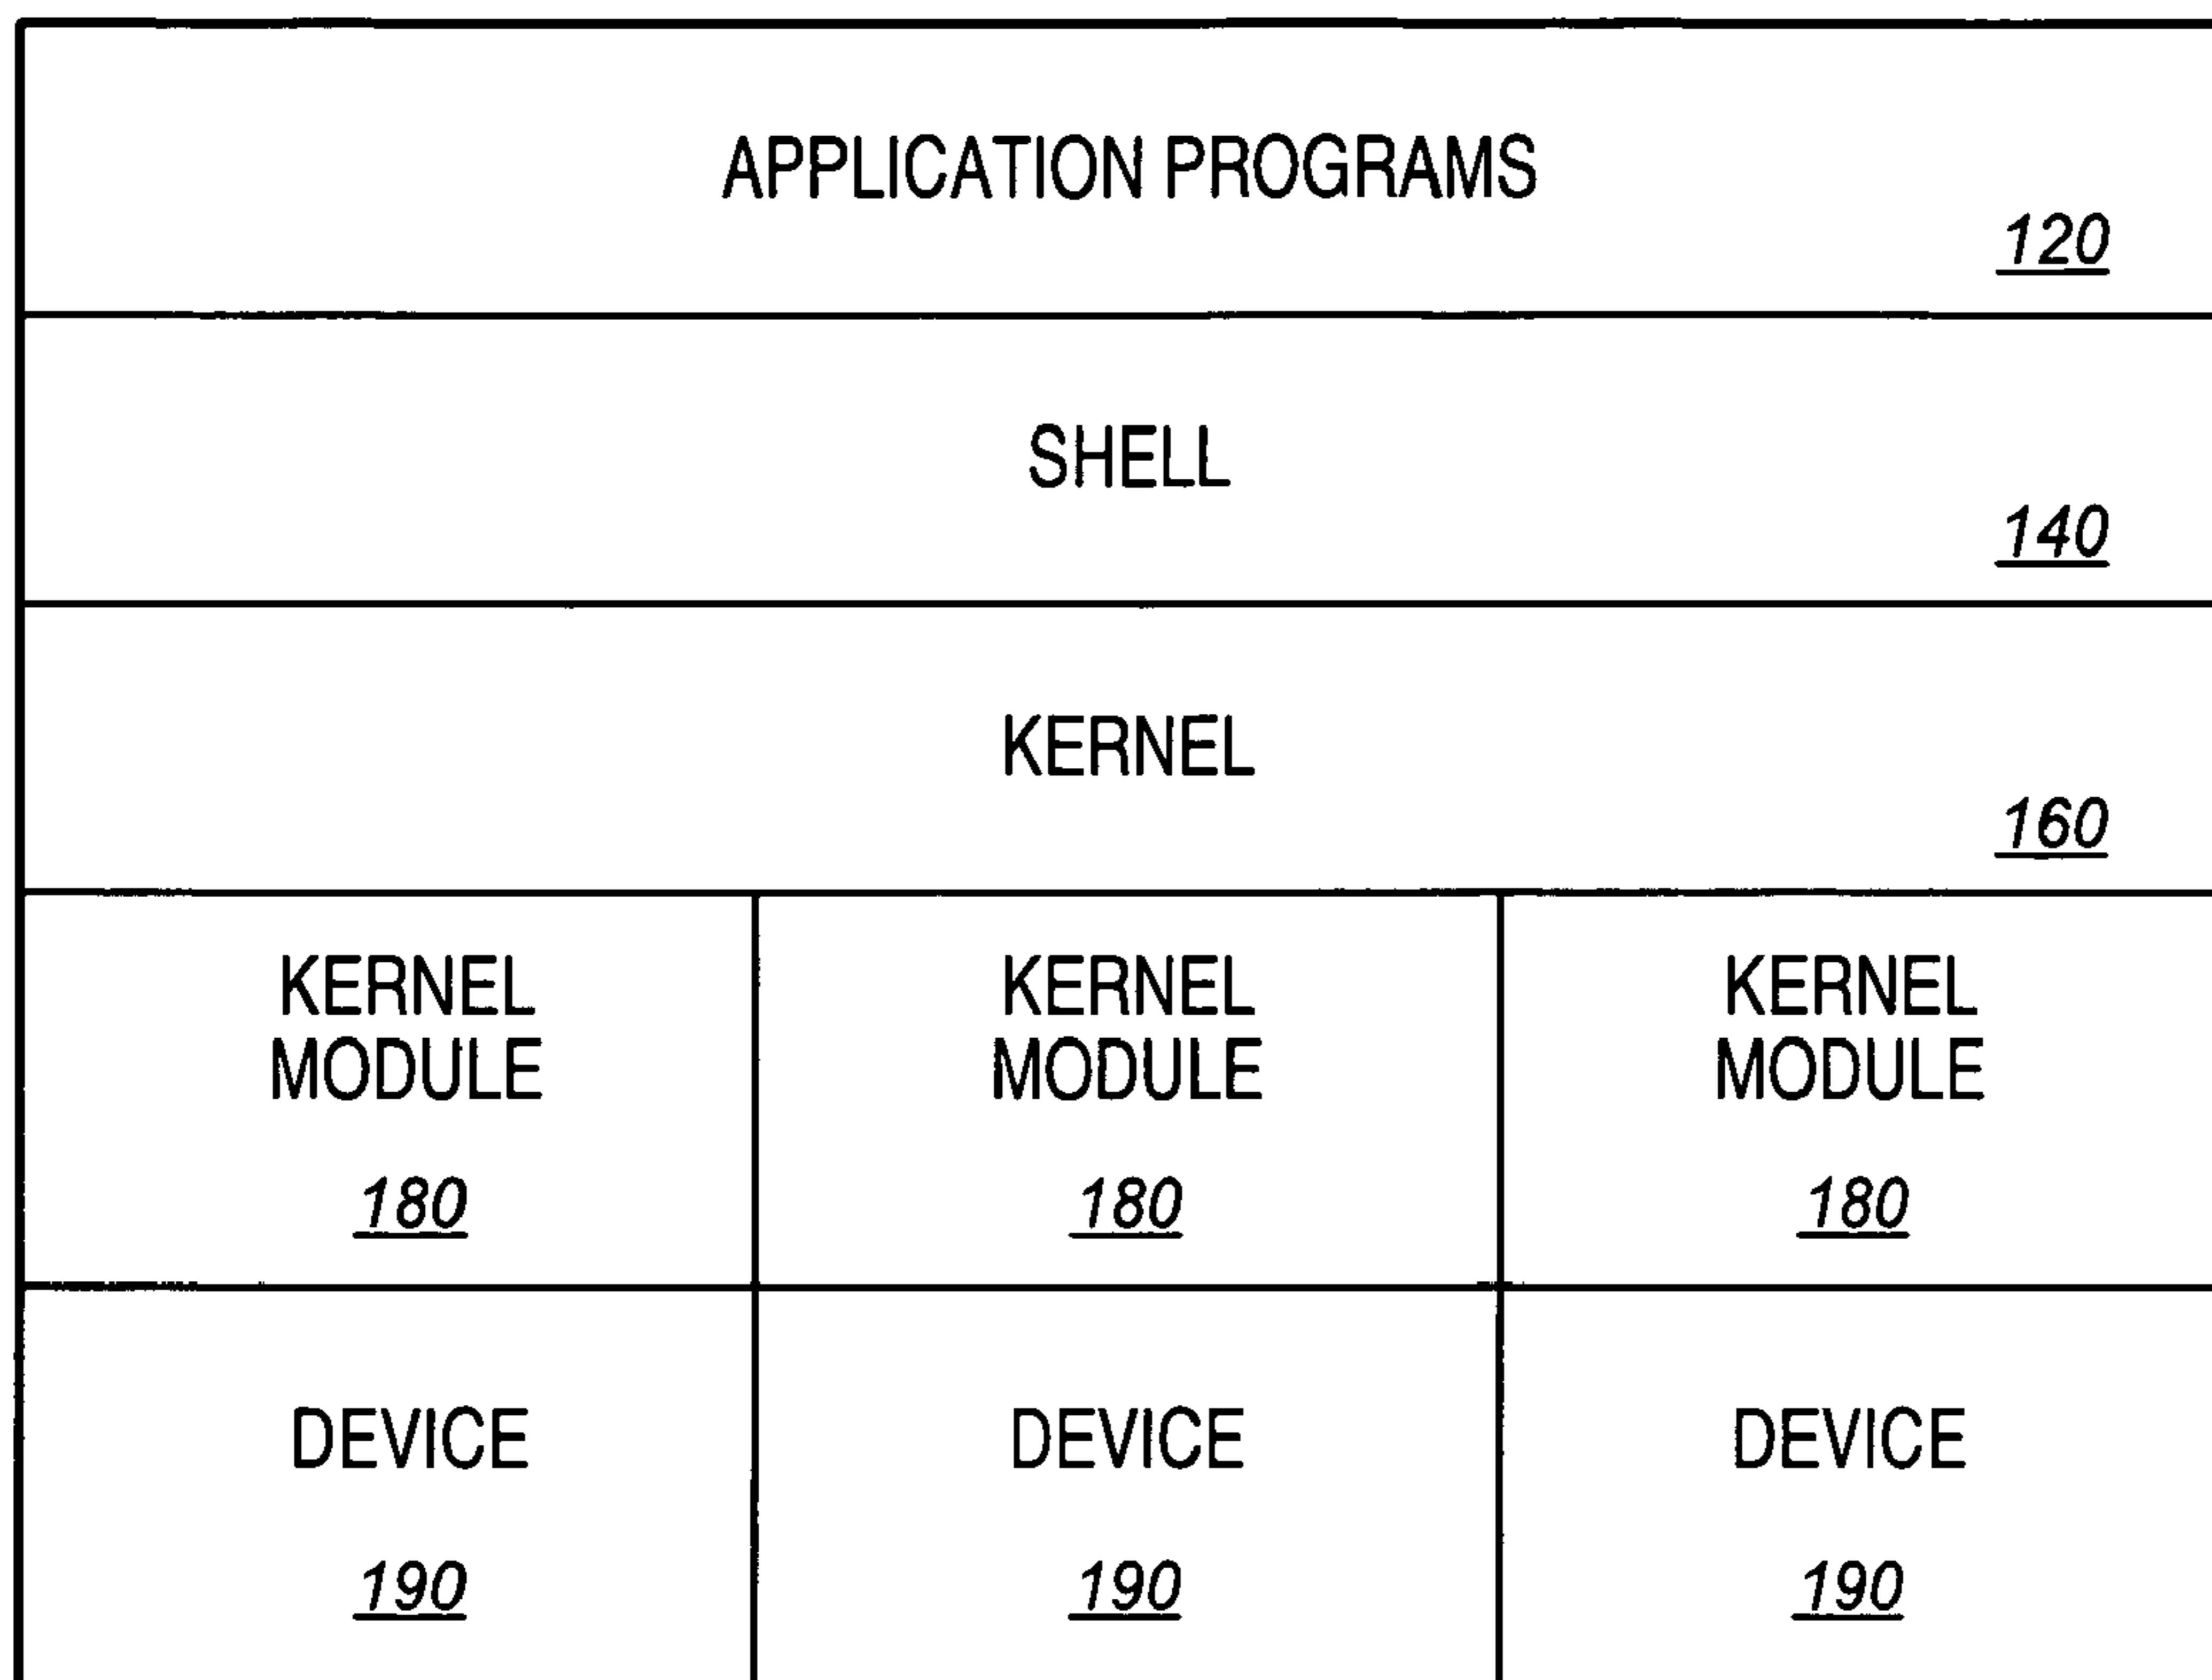 APPLICATION PROGRAMS
120
SHELL
140
KERNEL
160
KERNEL
MODULE
180
KERNEL
MODULE
180
KERNEL
MODULE
180
DEVICE
190
DEVICE
190
DEVICE
190